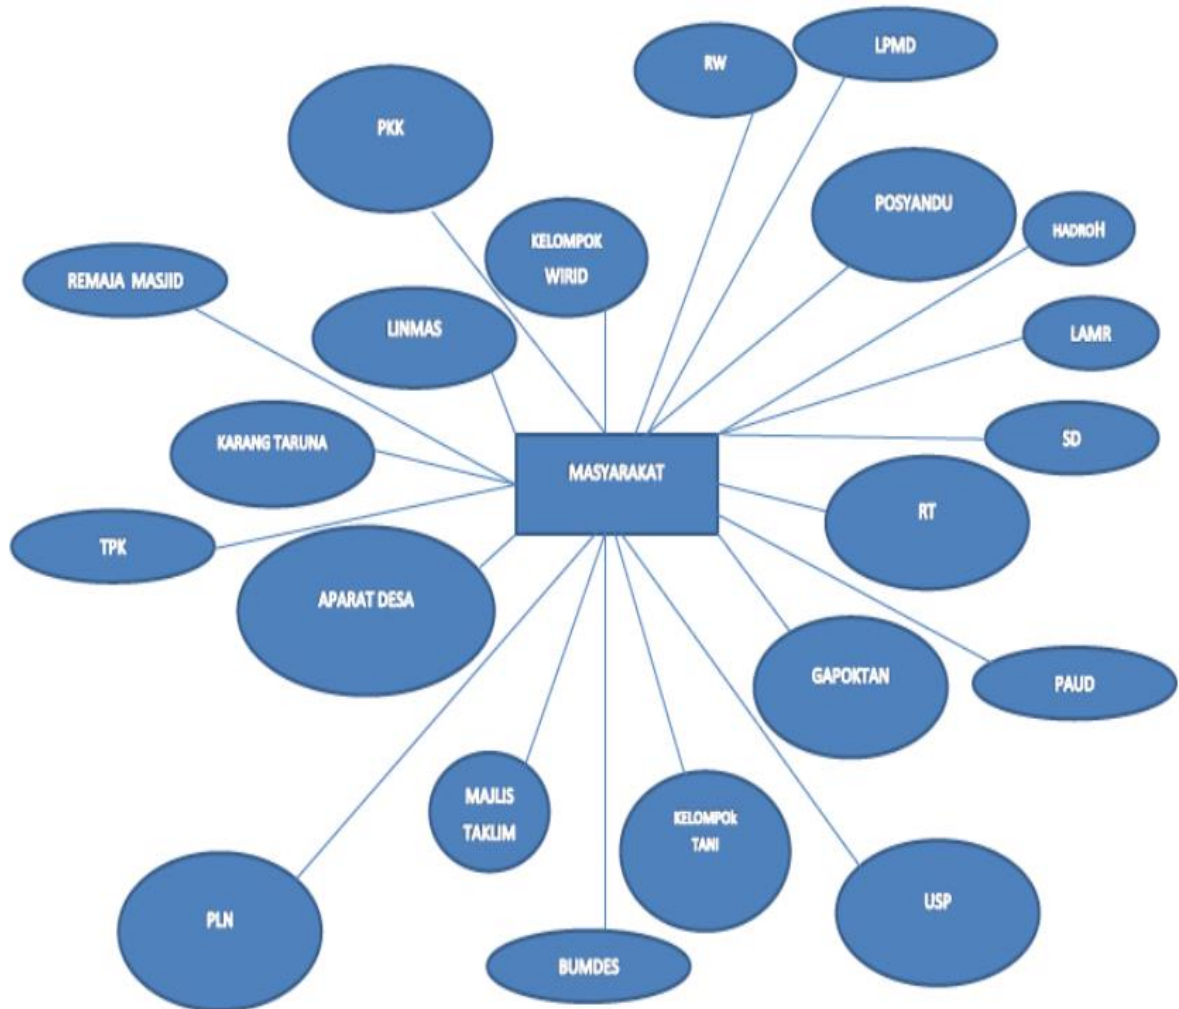 LPMD
RW
PKK
POSYANDU
HADROH
KELOMPOK
WIRID
REMAJA MASJID
LINMAS
LAMR
KARANG TARUNA
SD
MASYARAKAT
RT
TPK
APARAT DESA
GAPOKTAN
PAUD
MAJLIS
TAKLIM
KELOMPOk
TANI
USP
PLN
BUMDES